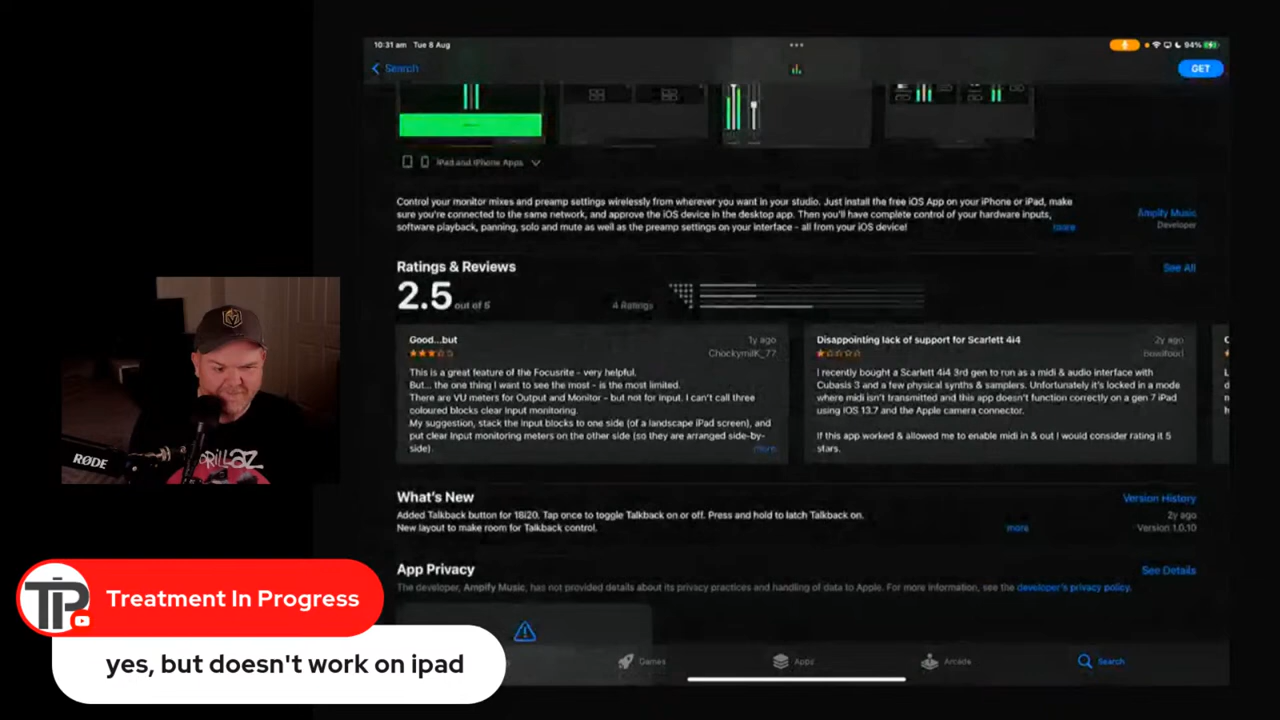 10:31 am Tue 8 Aug
94%
Search
GET
iPad and iPhone Apps
Control your monitor mixes and preamp settings wirelessly from wherever you want in your studio. Just install the free iOS App on your iPhone or iPad, make
sure you're connected to the same network, and approve the iOS device in the desktop app. Then you'll have complete control of your hardware inputs,
software playback, panning, solo and mute as well as the preamp settings on your interface - all from your iOS device!
more
Ampify Music
Developer
Ratings & Reviews
See All
2.5 out of 5
4 Ratings
Good...but
1y ago
ChockymilK_77
This is a great feature of the Focusrite - very helpful.
But... the one thing I want to see the most - is the most limited.
There are VU meters for Output and Monitor - but not for input. I can't call three
coloured blocks clear Input monitoring.
My suggestion, stack the Input blocks to one side (of a landscape iPad screen), and
put clear Input monitoring meters on the other side (so they are arranged side-by-
side).
more
Disappointing lack of support for Scarlett 4i4
2y ago
I recently bought a Scarlett 4i4 3rd gen to run as a midi & audio interface with
Cubasis 3 and a few physical synths & samplers. Unfortunately it's locked in a mode
where midi isn't transmitted and this app doesn't function correctly on a gen 7 iPad
using IOS 13.7 and the Apple camera connector.
If this app worked & allowed me to enable midi in & out I would consider rating it 5
stars.
What's New
Version History
Added Talkback button for 18i20. Tap once to toggle Talkback on or off. Press and hold to latch Talkback on.
New layout to make room for Talkback control.
more
2y ago
Version 1.0.10
App Privacy
See Details
The developer, Ampify Music, has not provided details about its privacy practices and handling of data to Apple. For more information, see the developer's privacy policy.
Games
Apps
Arcade
Search
RØDE
GORILLAZ
TIP
Treatment In Progress
yes, but doesn't work on ipad